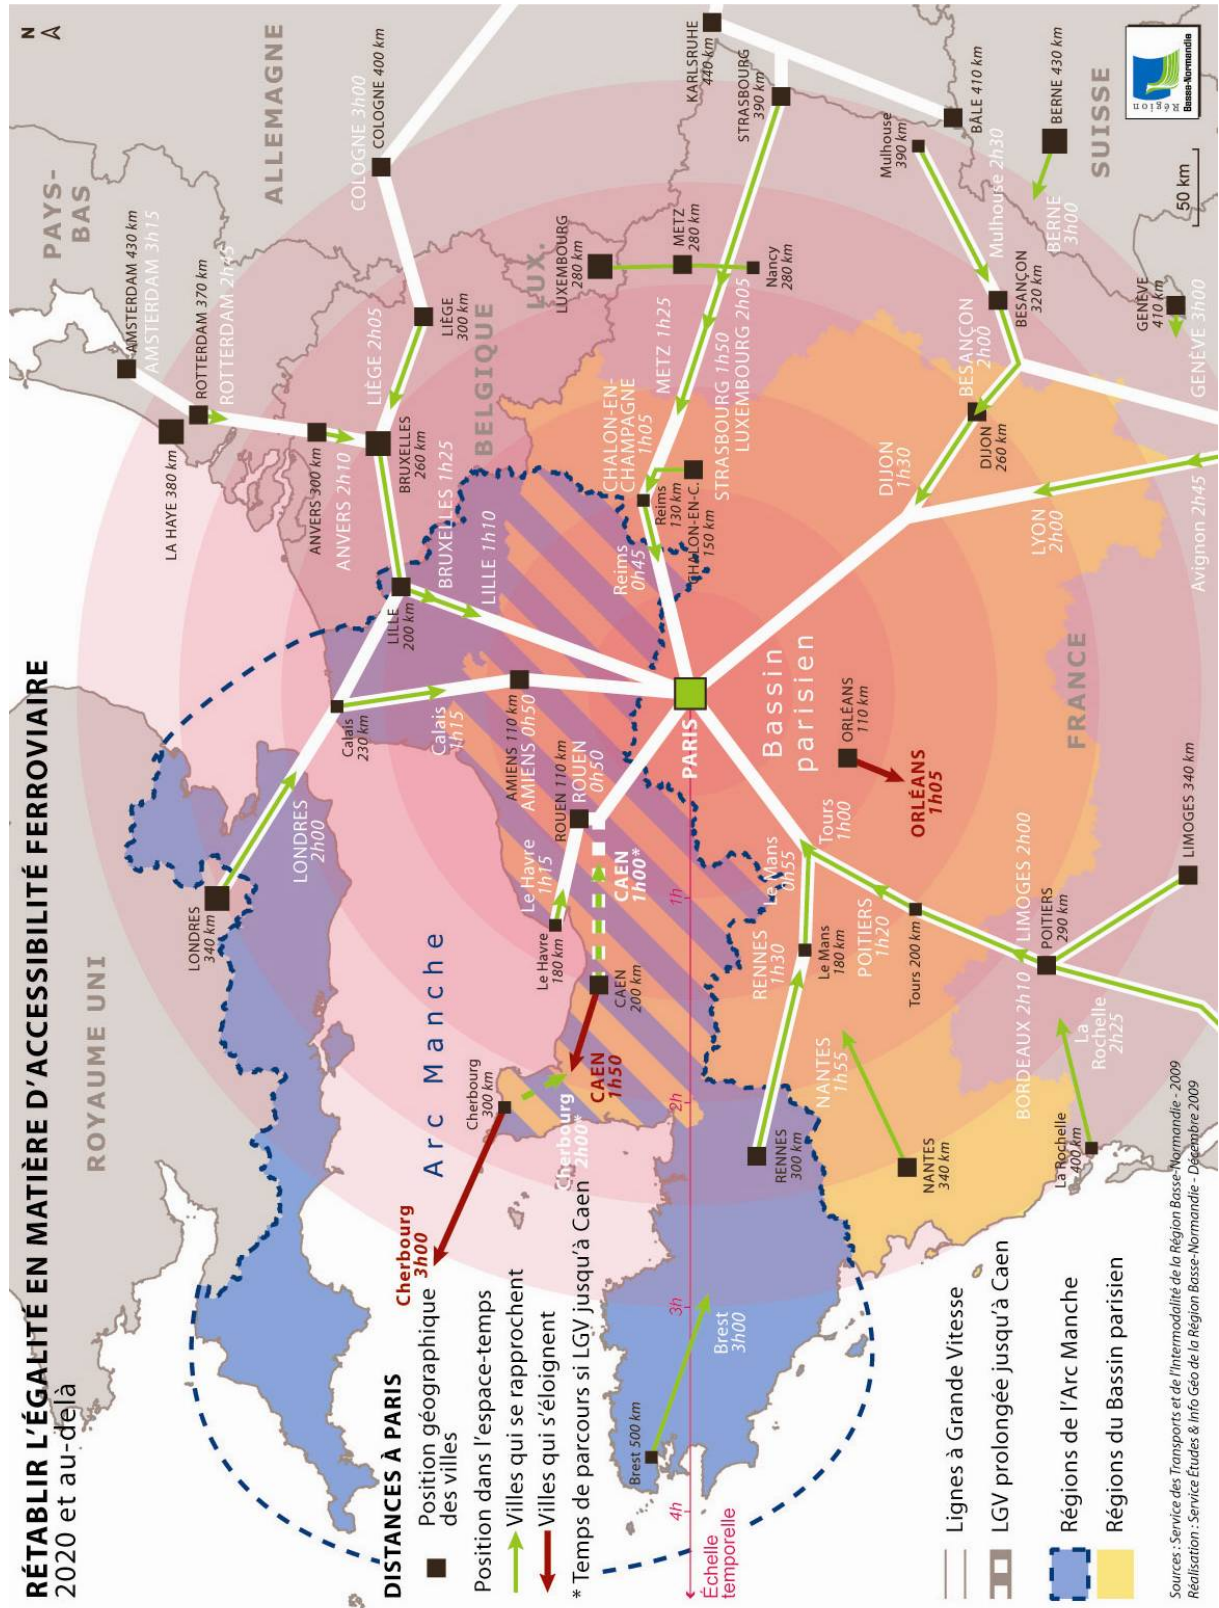 RÉTABLIR L'ÉGALITÉ EN MATIÈRE D'ACCESSIBILITÉ FERROVIAIRE
2020 et au-delà
N
ROYAUME UNI
PAYS-
BAS
ALLEMAGNE
BELGIQUE
LUX.
SUISSE
FRANCE
Arc Manche
Bassin
parisien
PARIS
LONDRES
340 km
LONDRES
2h00
LA HAYE 380 km
AMSTERDAM 430 km
AMSTERDAM 3h15
ROTTERDAM 370 km
ROTTERDAM 2h45
ANVERS 300 km
ANVERS 2h10
BRUXELLES
260 km
BRUXELLES 1h25
LIÈGE 2h05
LIÈGE
300 km
COLOGNE 3h00
COLOGNE 400 km
LILLE
200 km
LILLE 1h10
Calais
230 km
Calais
1h15
AMIENS 110 km
AMIENS 0h50
ROUEN 110 km
ROUEN
0h50
Le Havre
1h15
Le Havre
180 km
CAEN
1h00*
CAEN
200 km
CAEN
1h50
Cherbourg
300 km
Cherbourg
2h00*
Cherbourg
3h00
LUXEMBOURG
280 km
METZ
280 km
Nancy
280 km
METZ 1h25
STRASBOURG 1h50
LUXEMBOURG 2h05
CHALON-EN-
CHAMPAGNE
1h05
Reims
130 km
CHALON-EN-C.
150 km
Reims
0h45
KARLSRUHE
440 km
STRASBOURG
390 km
Mulhouse
390 km
Mulhouse 2h30
BÂLE 410 km
BERNE 430 km
BERNE
3h00
BESANÇON
320 km
BESANÇON
2h00
GENÈVE
410 km
GENÈVE 3h00
DIJON
260 km
DIJON
1h30
LYON
2h00
Avignon 2h45
ORLÉANS
110 km
ORLÉANS
1h05
Le Mans
0h55
Tours
1h00
RENNES
1h30
Le Mans
180 km
POITIERS
1h20
Tours 200 km
LIMOGES 2h00
POITIERS
290 km
LIMOGES 340 km
BORDEAUX 2h10
La
Rochelle
2h25
La Rochelle
400 km
NANTES
1h55
NANTES
340 km
RENNES
300 km
Brest
3h00
Brest 500 km
1h
2h
3h
4h
Échelle
temporelle
DISTANCES À PARIS
Position géographique
des villes
Position dans l'espace-temps
Villes qui se rapprochent
Villes qui s'éloignent
* Temps de parcours si LGV jusqu'à Caen
Lignes à Grande Vitesse
LGV prolongée jusqu'à Caen
Régions de l'Arc Manche
Régions du Bassin parisien
Sources : Service des Transports et de l'Intermodalité de la Région Basse-Normandie - 2009
Réalisation : Service Études & Info Géo de la Région Basse-Normandie - Décembre 2009
50 km
région
Basse-Normandie